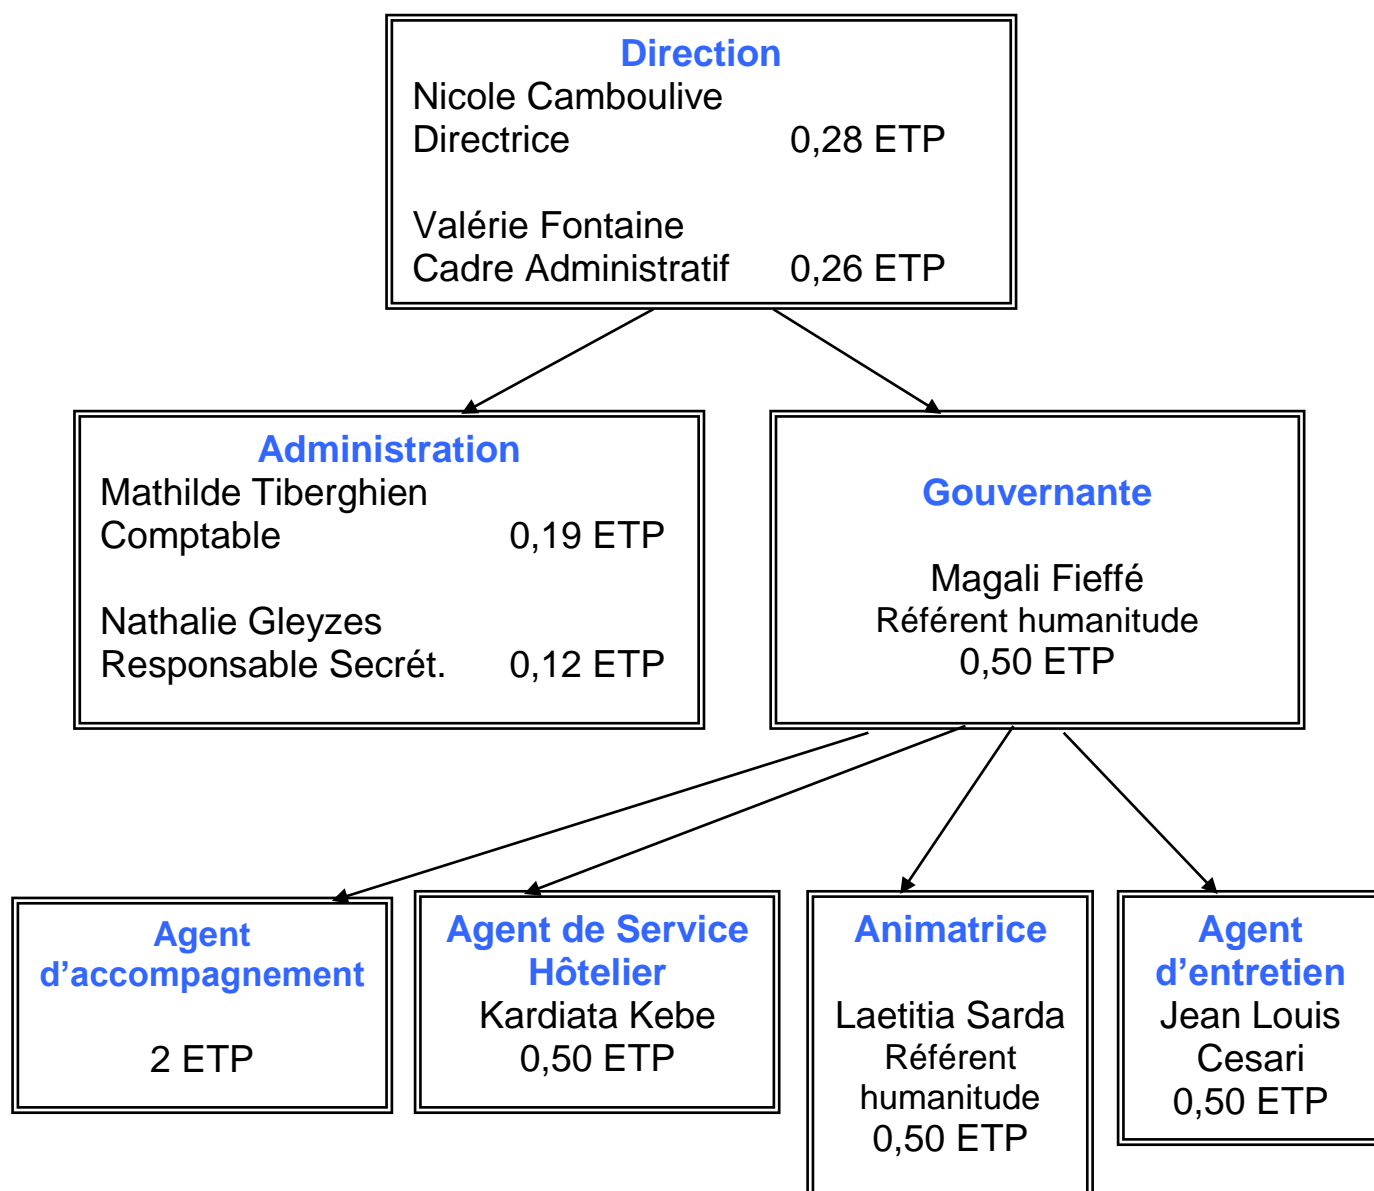 Direction
Nicole Camboulive
Directrice 0,28 ETP
Valérie Fontaine
Cadre Administratif 0,26 ETP
Administration
Mathilde Tiberghien
Comptable 0,19 ETP
Nathalie Gleyzes
Responsable Secrét. 0,12 ETP
Gouvernante
Magali Fieffé
Référent humanitude
0,50 ETP
Agent
d’accompagnement
2 ETP
Agent de Service
Hôtelier
Kardiata Kebe
0,50 ETP
Animatrice
Laetitia Sarda
Référent
humanitude
0,50 ETP
Agent
d’entretien
Jean Louis
Cesari
0,50 ETP